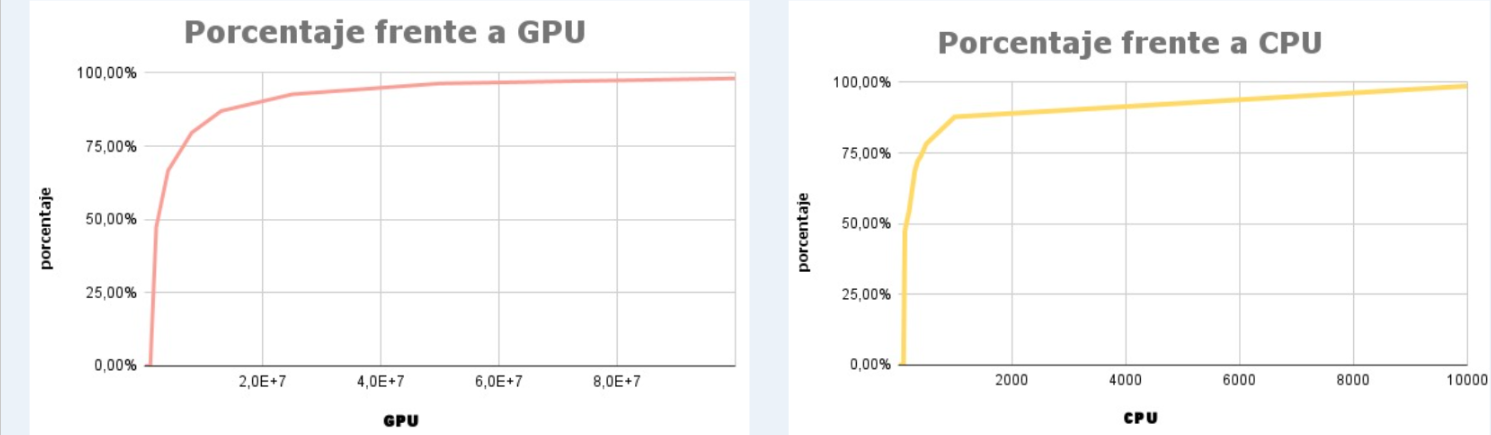 Porcentaje frente a GPU
100,00%
75,00%
50,00%
25,00%
0,00%
porcentaje
2,0E+7 4,0E+7 6,0E+7 8,0E+7
GPU
Porcentaje frente a CPU
100,00%
75,00%
50,00%
25,00%
0,00%
porcentaje
2000 4000 6000 8000 10000
CPU